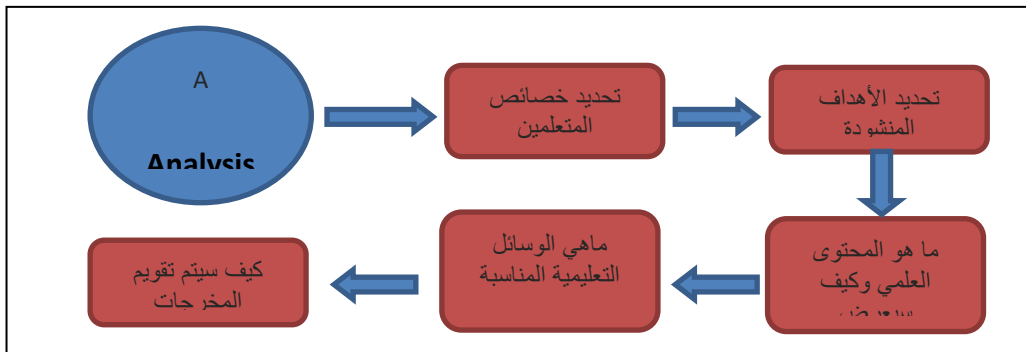 A
Analysis
تحديد خصائص
المتعلمين
تحديد الأهداف
المنشودة
ما هو المحتوى
العلمي وكيف
سيعرض
ماهي الوسائل
التعليمية المناسبة
كيف سيتم تقويم
المخرجات